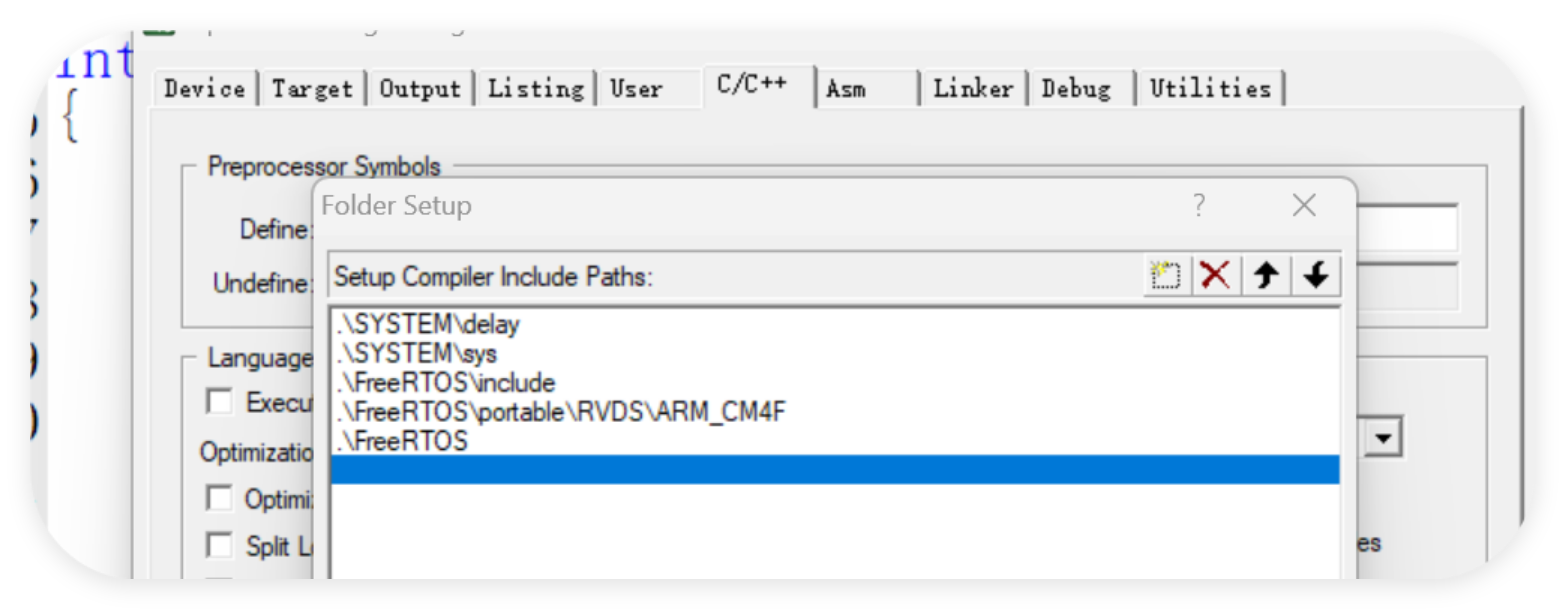 int
Device Target Output Listing User C/C++ Asm Linker Debug Utilities
{
Preprocessor Symbols
Folder Setup ?
Define:
Setup Compiler Include Paths:
Undefine:
.\SYSTEM\delay
.\SYSTEM\sys
Language
.\FreeRTOS\include
Execu
.\FreeRTOS\portable\RVDS\ARM_CM4F
.\FreeRTOS
Optimizatio
Optimi
Split L
es